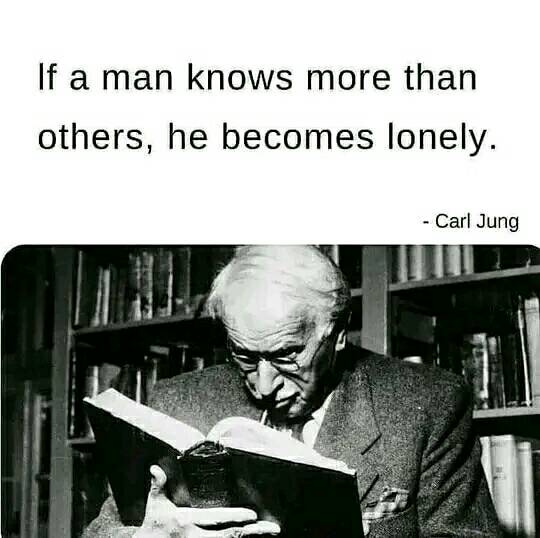 If a man knows more than
others, he becomes lonely.
- Carl Jung